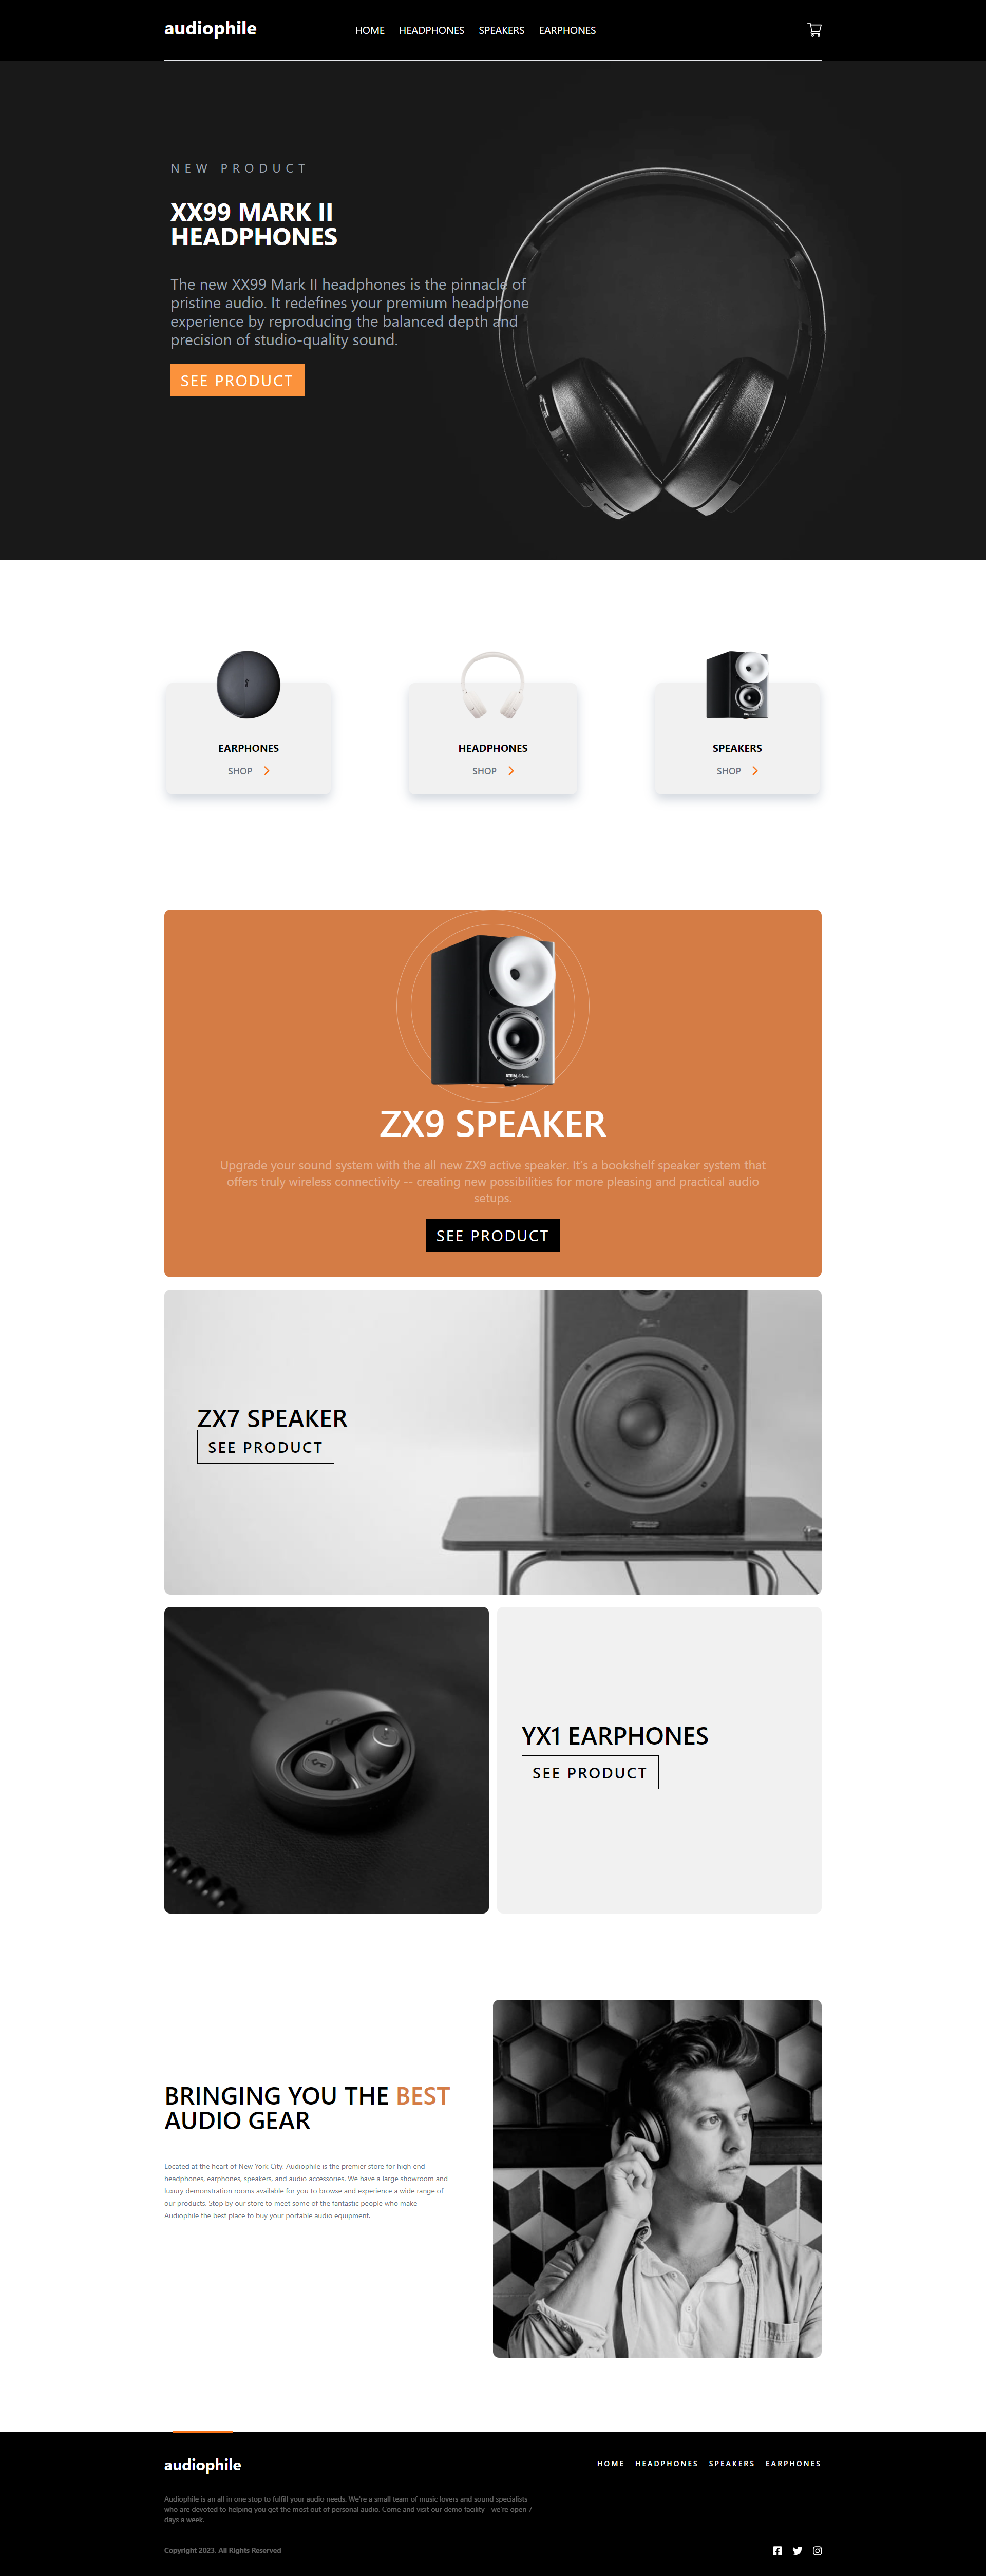 audiophile
HOME HEADPHONES SPEAKERS EARPHONES
NEW PRODUCT
XX99 MARK II
HEADPHONES
The new XX99 Mark II headphones is the pinnacle of
pristine audio. It redefines your premium headphone
experience by reproducing the balanced depth and
precision of studio-quality sound.
SEE PRODUCT
EARPHONES
SHOP
HEADPHONES
SHOP
SPEAKERS
SHOP
ZX9 SPEAKER
Upgrade your sound system with the all new ZX9 active speaker. It's a bookshelf speaker system that
offers truly wireless connectivity -- creating new possibilities for more pleasing and practical audio
setups.
SEE PRODUCT
ZX7 SPEAKER
SEE PRODUCT
YX1 EARPHONES
SEE PRODUCT
BRINGING YOU THE BEST
AUDIO GEAR
Located at the heart of New York City, Audiophile is the premier store for high end
headphones, earphones, speakers, and audio accessories. We have a large showroom and
luxury demonstration rooms available for you to browse and experience a wide range of
our products. Stop by our store to meet some of the fantastic people who make
Audiophile the best place to buy your portable audio equipment.
audiophile
HOME HEADPHONES SPEAKERS EARPHONES
Audiophile is an all in one stop to fulfill your audio needs. We're a small team of music lovers and sound specialists
who are devoted to helping you get the most out of personal audio. Come and visit our demo facility - we're open 7
days a week.
Copyright 2023. All Rights Reserved